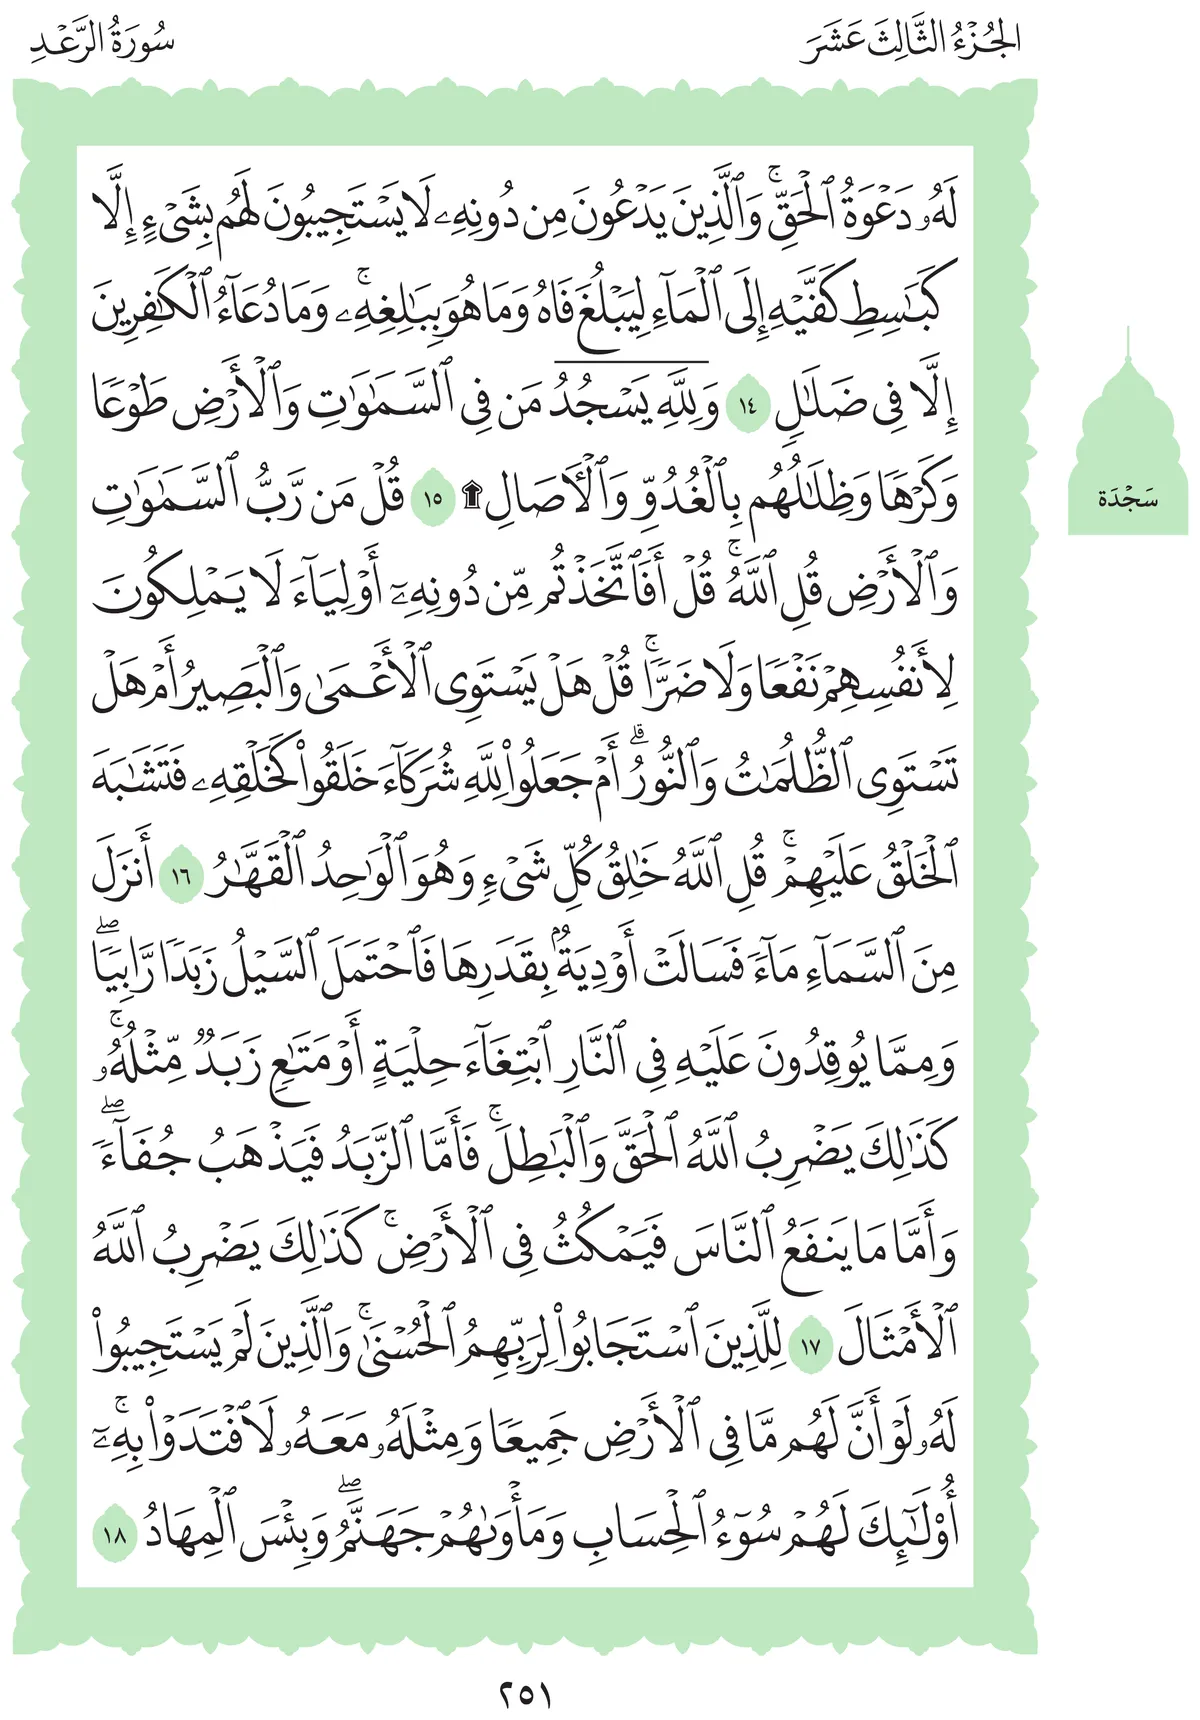 الجُزْءُ الثَّالِثَ عَشَرَ
سُورَةُ الرَّعْدِ
لَهُۥ دَعْوَةُ ٱلْحَقِّۚ وَٱلَّذِينَ يَدْعُونَ مِن دُونِهِۦ لَا يَسْتَجِيبُونَ لَهُم بِشَىْءٍ إِلَّا
كَبَٰسِطِ كَفَّيْهِ إِلَى ٱلْمَآءِ لِيَبْلُغَ فَاهُ وَمَا هُوَ بِبَٰلِغِهِۦۚ وَمَا دُعَآءُ ٱلْكَٰفِرِينَ
إِلَّا فِى ضَلَٰلٍ ١٤ وَلِلَّهِ يَسْجُدُ مَن فِى ٱلسَّمَٰوَٰتِ وَٱلْأَرْضِ طَوْعًا
وَكَرْهًا وَظِلَٰلُهُم بِٱلْغُدُوِّ وَٱلْءَاصَالِ ۩ ١٥ قُلْ مَن رَّبُّ ٱلسَّمَٰوَٰتِ
وَٱلْأَرْضِ قُلِ ٱللَّهُۚ قُلْ أَفَٱتَّخَذْتُم مِّن دُونِهِۦٓ أَوْلِيَآءَ لَا يَمْلِكُونَ
لِأَنفُسِهِمْ نَفْعًا وَلَا ضَرًّاۚ قُلْ هَلْ يَسْتَوِى ٱلْأَعْمَىٰ وَٱلْبَصِيرُ أَمْ هَلْ
تَسْتَوِى ٱلظُّلُمَٰتُ وَٱلنُّورُۗ أَمْ جَعَلُوا۟ لِلَّهِ شُرَكَآءَ خَلَقُوا۟ كَخَلْقِهِۦ فَتَشَٰبَهَ
ٱلْخَلْقُ عَلَيْهِمْۚ قُلِ ٱللَّهُ خَٰلِقُ كُلِّ شَىْءٍ وَهُوَ ٱلْوَٰحِدُ ٱلْقَهَّٰرُ ١٦ أَنزَلَ
مِنَ ٱلسَّمَآءِ مَآءً فَسَالَتْ أَوْدِيَةٌۢ بِقَدَرِهَا فَٱحْتَمَلَ ٱلسَّيْلُ زَبَدًا رَّابِيًاۖ
وَمِمَّا يُوقِدُونَ عَلَيْهِ فِى ٱلنَّارِ ٱبْتِغَآءَ حِلْيَةٍ أَوْ مَتَٰعٍ زَبَدٌ مِّثْلُهُۥۚ
كَذَٰلِكَ يَضْرِبُ ٱللَّهُ ٱلْحَقَّ وَٱلْبَٰطِلَۚ فَأَمَّا ٱلزَّبَدُ فَيَذْهَبُ جُفَآءًۖ
وَأَمَّا مَا يَنفَعُ ٱلنَّاسَ فَيَمْكُثُ فِى ٱلْأَرْضِۚ كَذَٰلِكَ يَضْرِبُ ٱللَّهُ
ٱلْأَمْثَالَ ١٧ لِلَّذِينَ ٱسْتَجَابُوا۟ لِرَبِّهِمُ ٱلْحُسْنَىٰۚ وَٱلَّذِينَ لَمْ يَسْتَجِيبُوا۟
لَهُۥ لَوْ أَنَّ لَهُم مَّا فِى ٱلْأَرْضِ جَمِيعًا وَمِثْلَهُۥ مَعَهُۥ لَٱفْتَدَوْا۟ بِهِۦٓۚ
أُو۟لَٰٓئِكَ لَهُمْ سُوٓءُ ٱلْحِسَابِ وَمَأْوَىٰهُمْ جَهَنَّمُۖ وَبِئْسَ ٱلْمِهَادُ ١٨
سَجْدَة
٢٥١